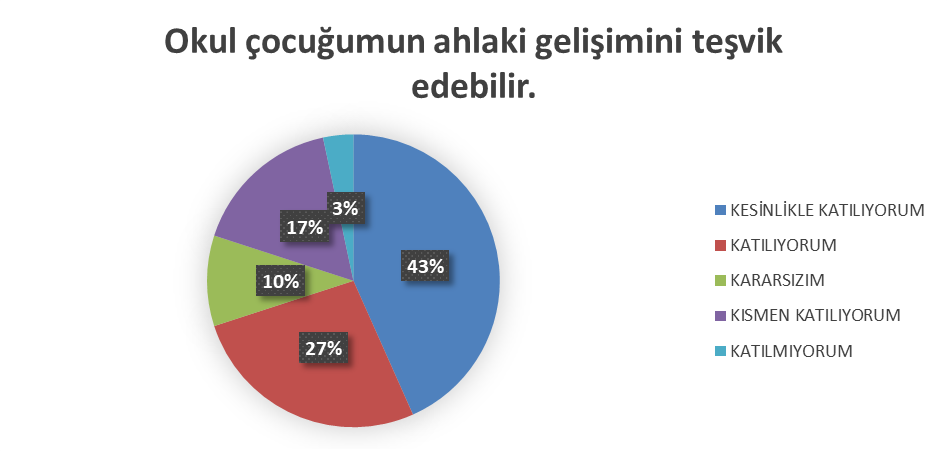 Okul çocuğumun ahlaki gelişimini teşvik
edebilir.
3%
17%
43%
10%
27%
KESİNLİKLE KATILIYORUM
KATILIYORUM
KARARSIZIM
KISMEN KATILIYORUM
KATILMIYORUM